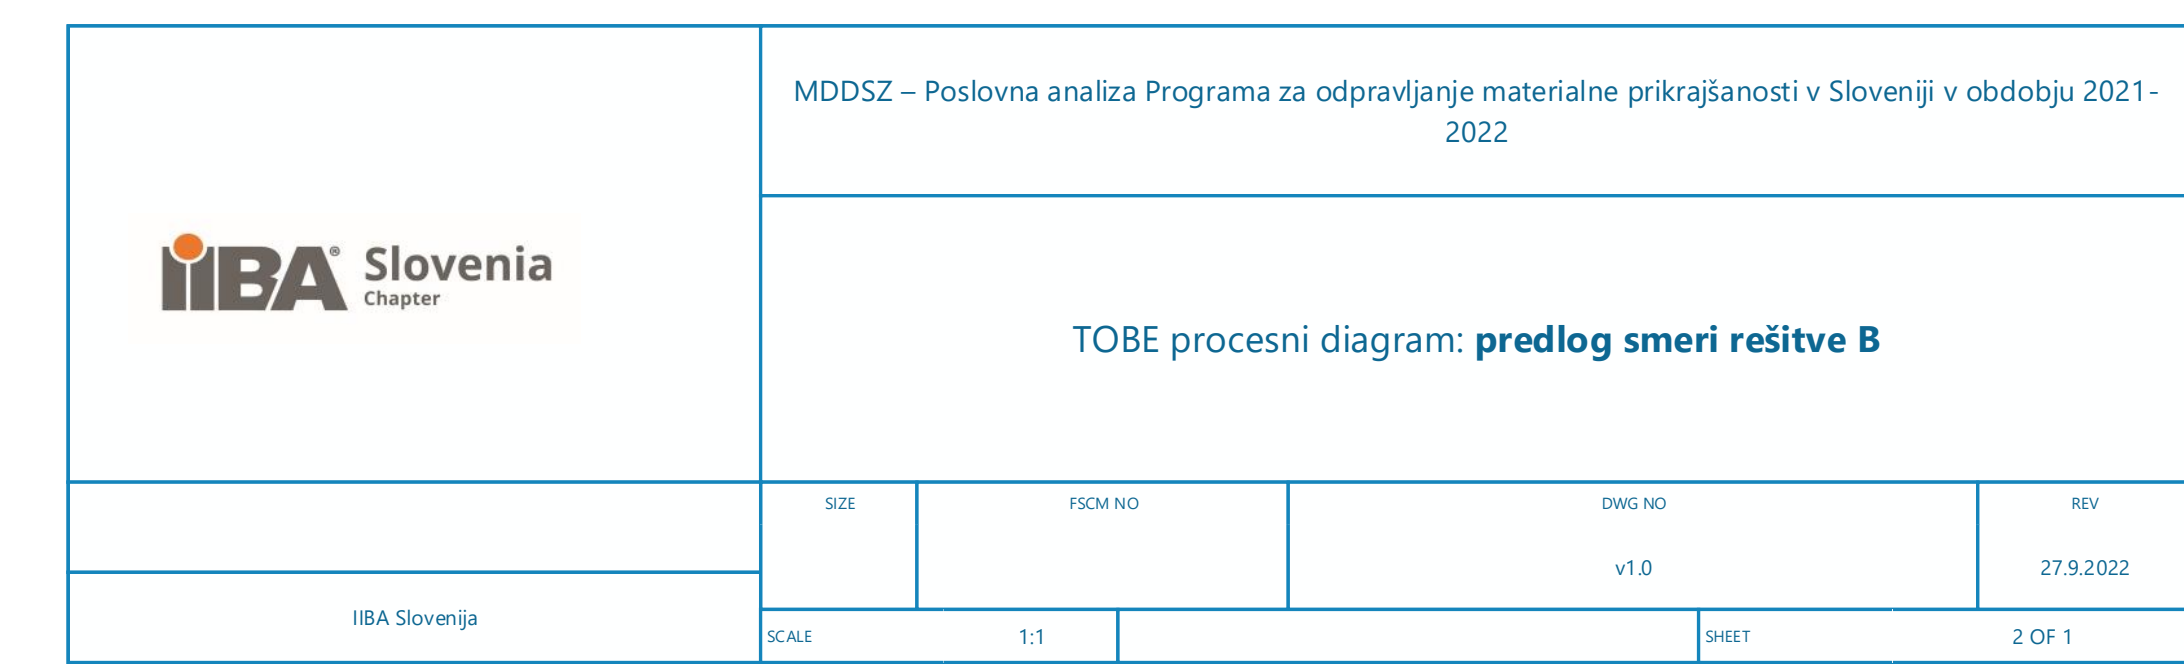 MDDSZ – Poslovna analiza Programa za odpravljanje materialne prikrajšanosti v Sloveniji v obdobju 2021-
2022
iiBA® Slovenia
Chapter
TOBE procesni diagram: predlog smeri rešitve B
SIZE FSCM NO DWG NO REV
v1.0 27.9.2022
IIBA Slovenija
SCALE 1:1 SHEET 2 OF 1